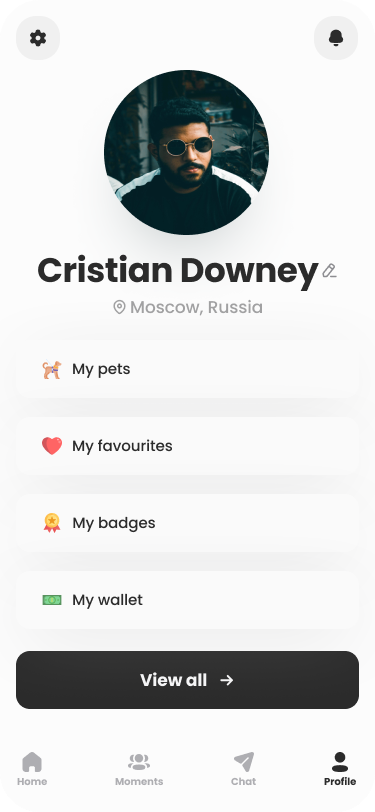 Cristian Downey
Moscow, Russia
My pets
My favourites
My badges
My wallet
View all
Home
Moments
Chat
Profile